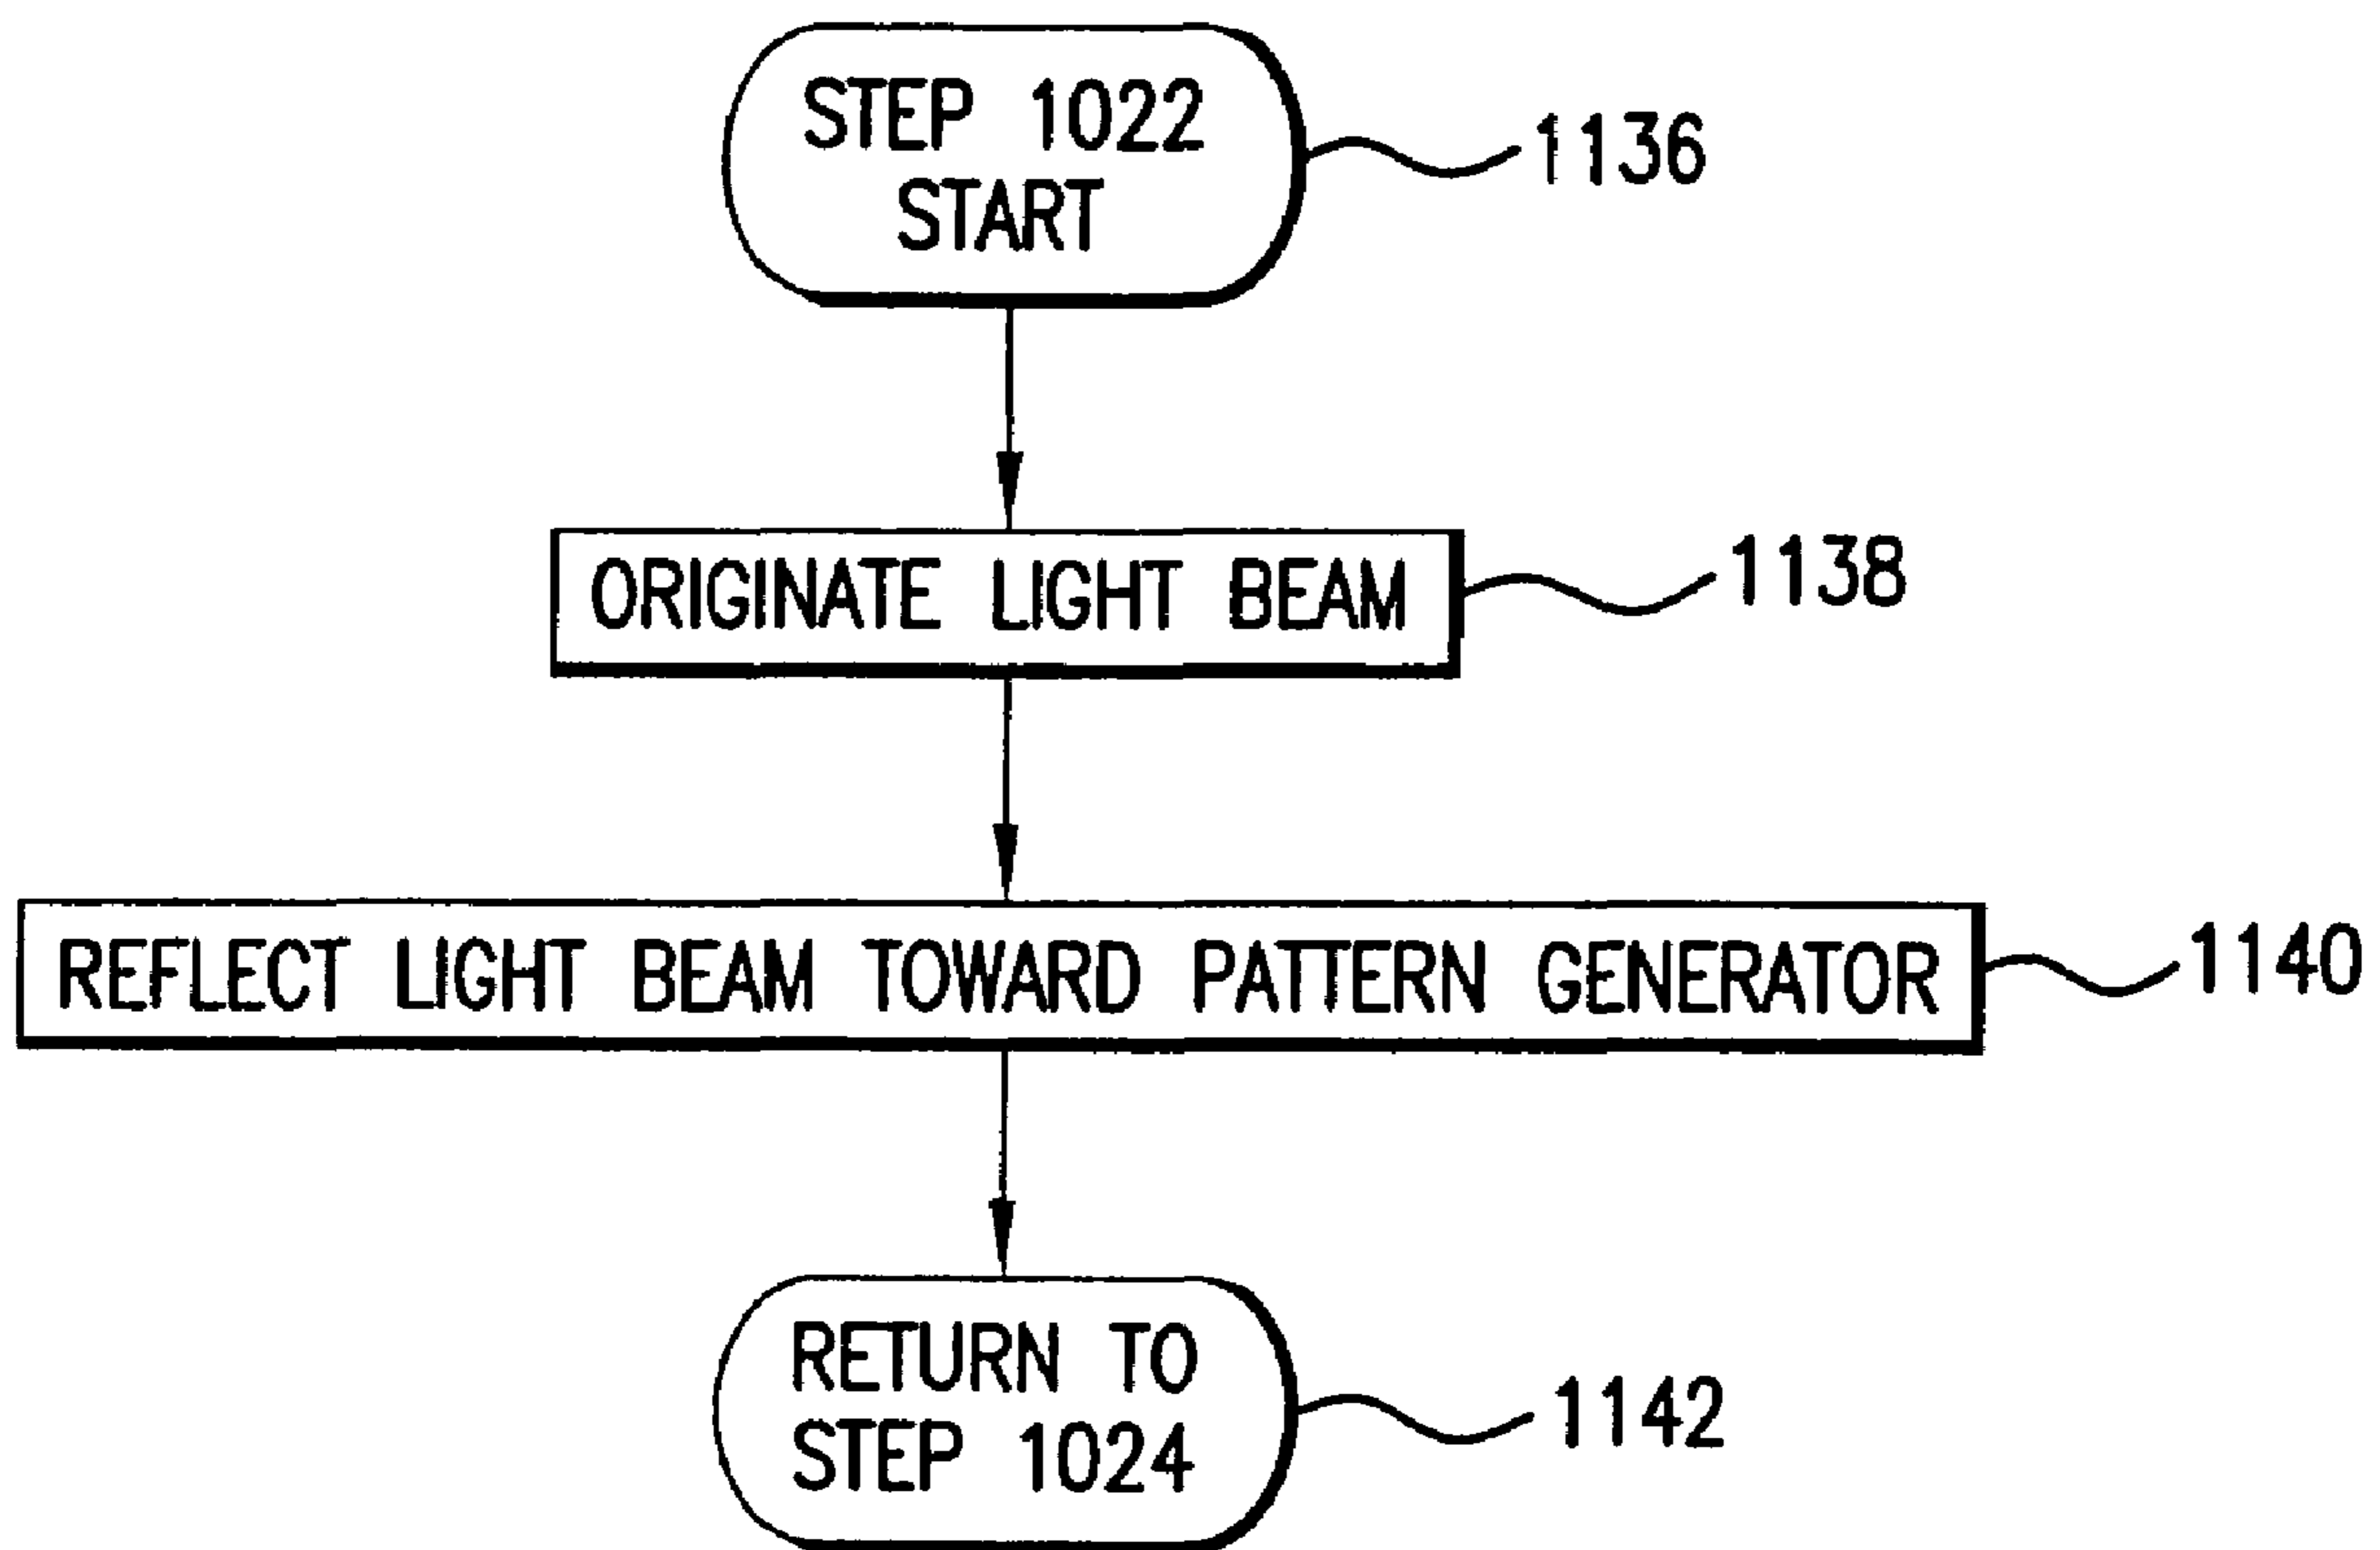 STEP 1022
START
1136
ORIGINATE LIGHT BEAM
1138
REFLECT LIGHT BEAM TOWARD PATTERN GENERATOR
1140
RETURN TO
STEP 1024
1142